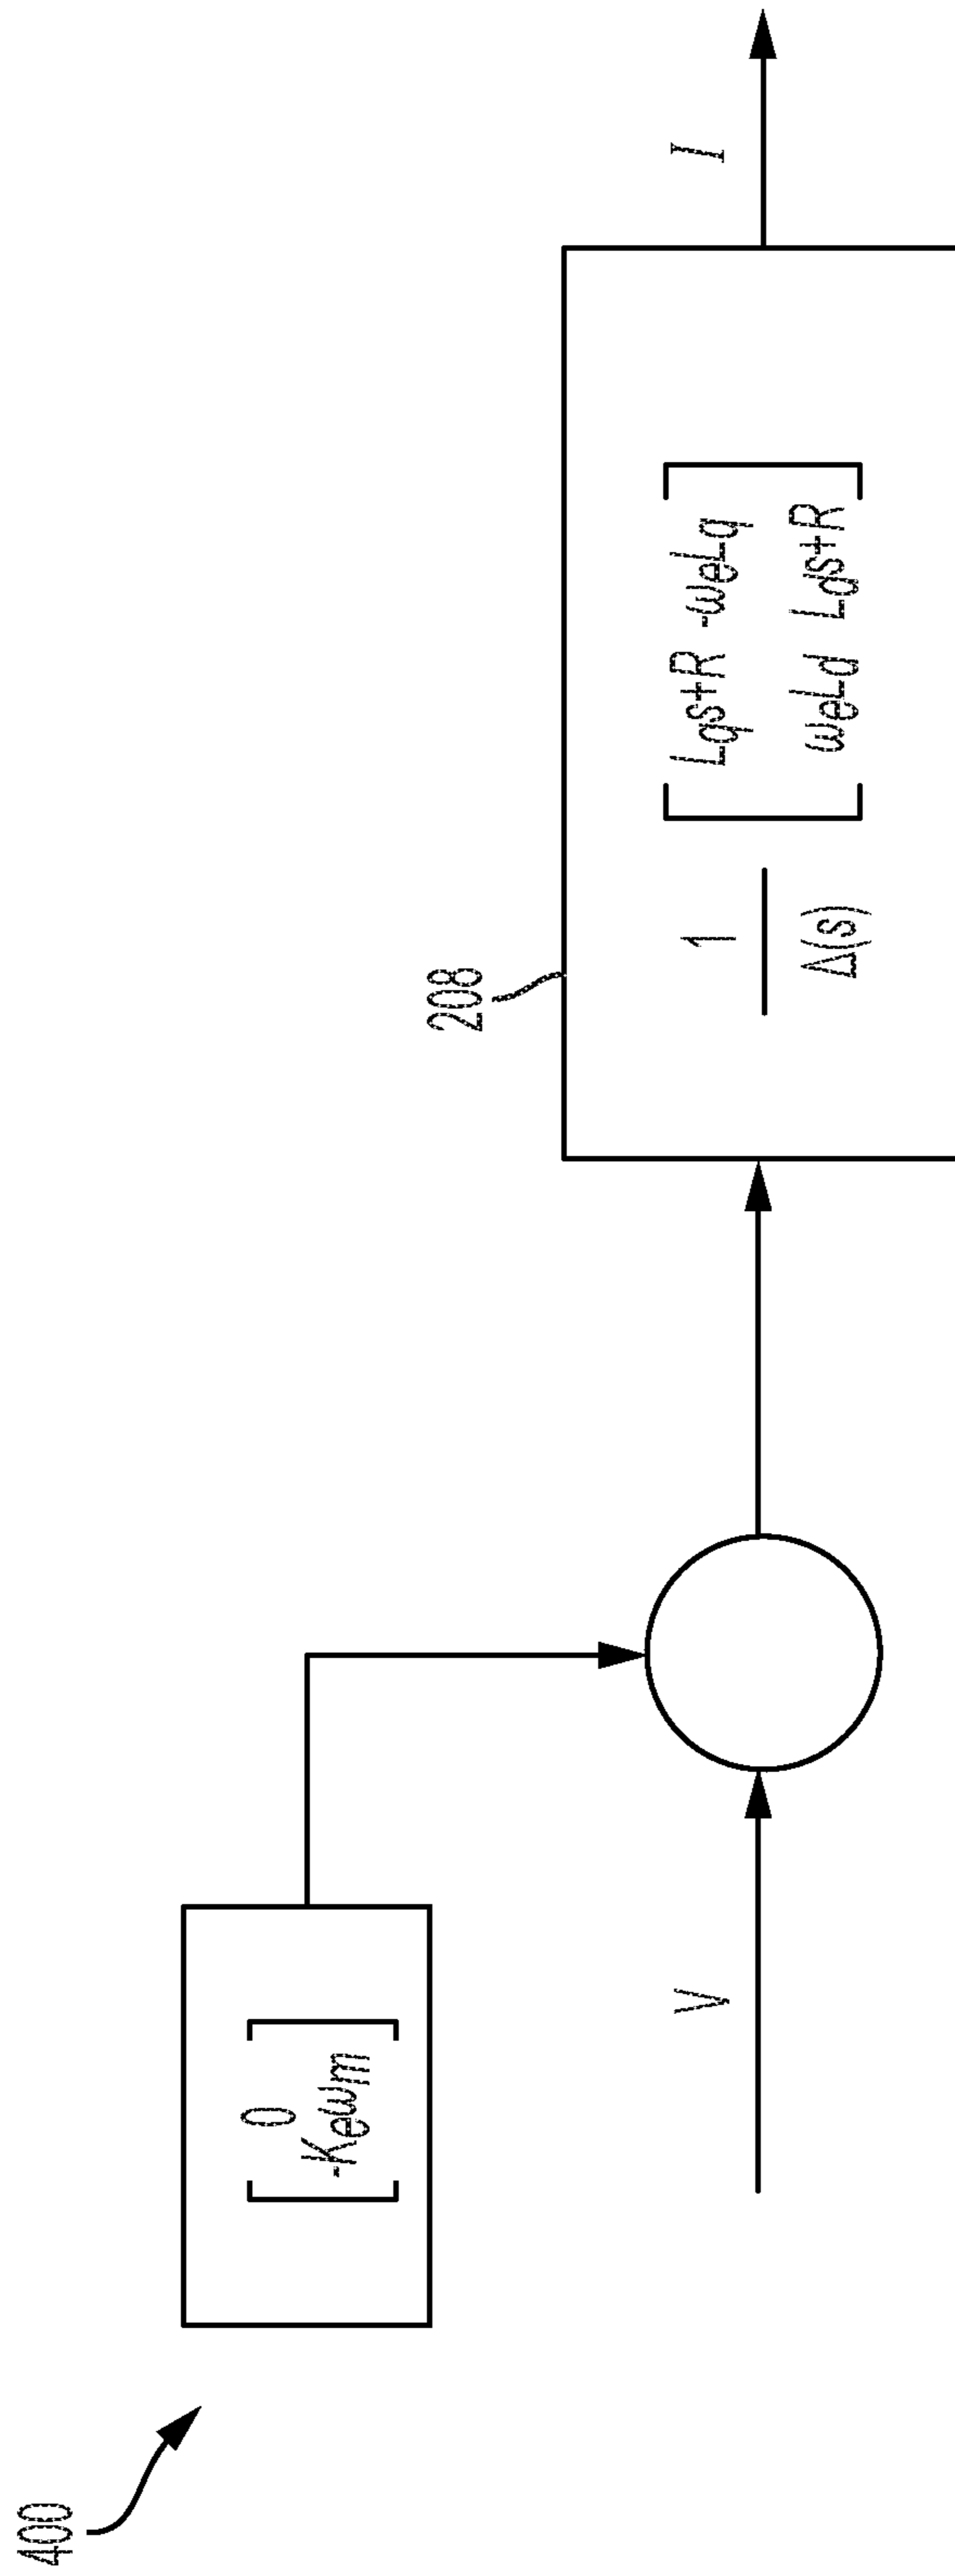 400
0
-Keωm
V
208
1
Δ(s)
Lqs+R -ωeLq
ωeLd Lds+R
I